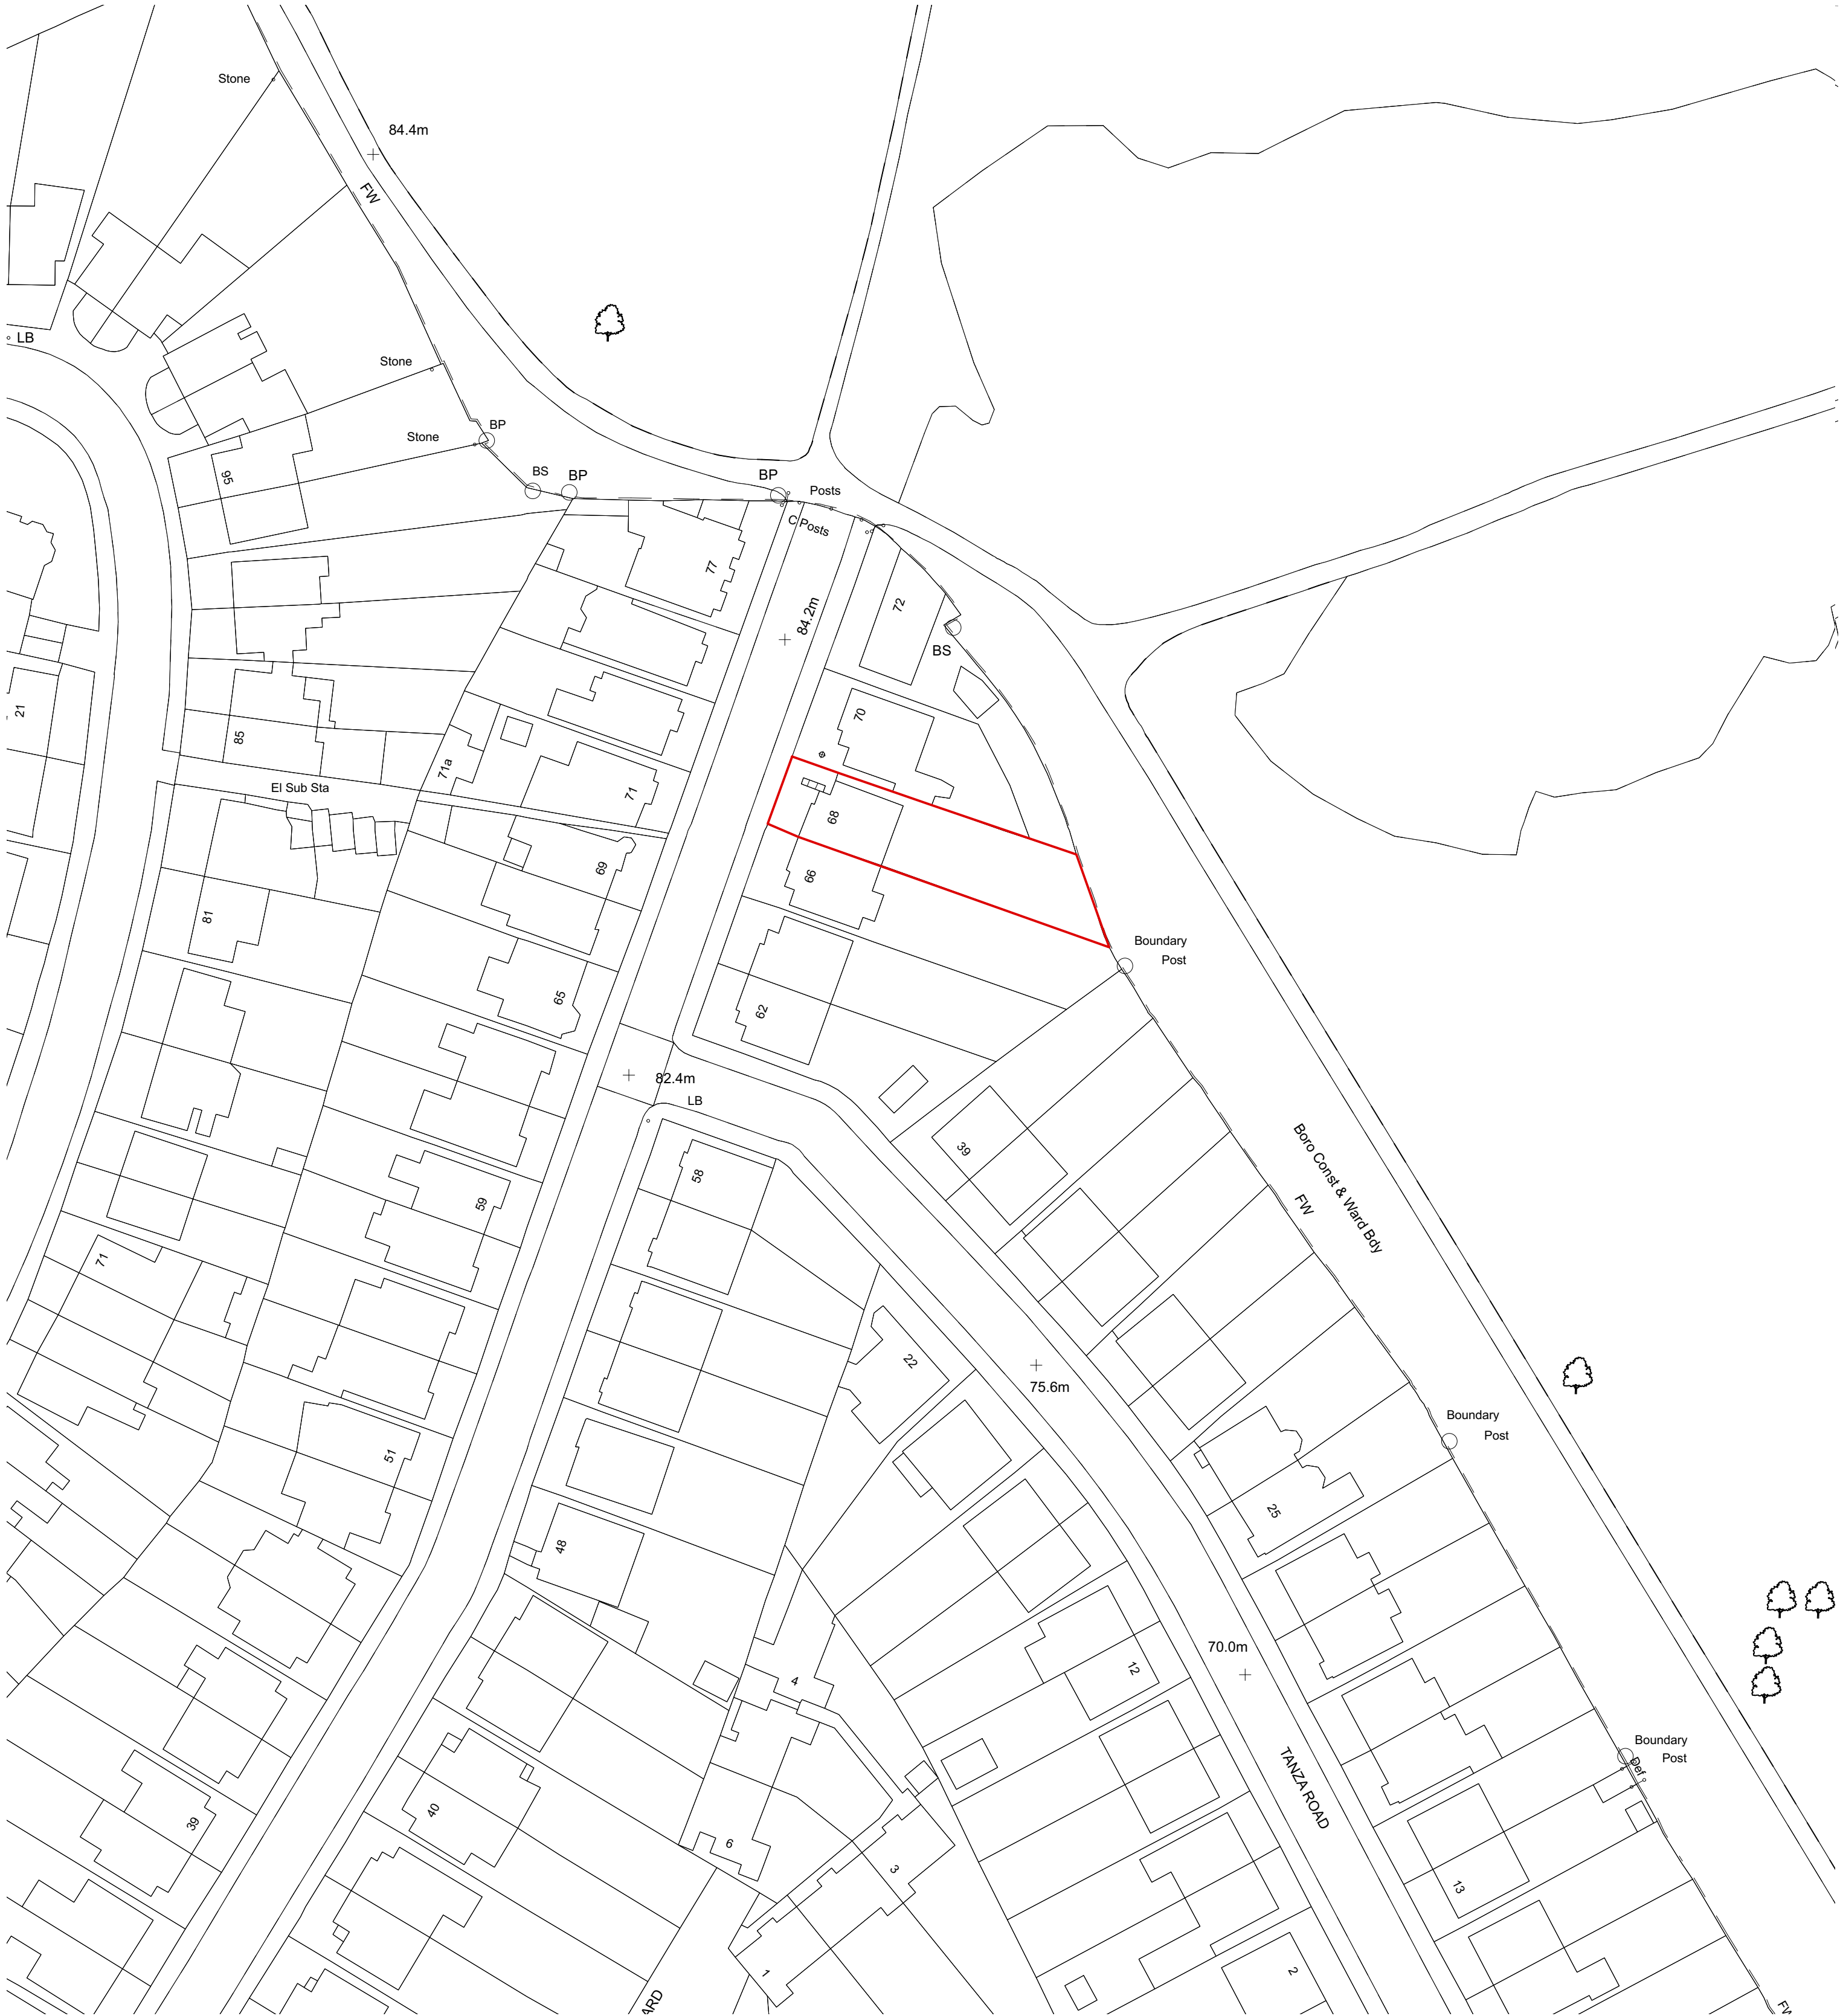 Stone
84.4m
FW
LB
Stone
BP
Stone
BS
BP
BP
Posts
C Posts
95
77
84.2m
72
BS
21
85
71a
70
El Sub Sta
71
68
69
66
81
Boundary
Post
65
62
82.4m
LB
39
Boro Const & Ward Bdy
58
59
FW
71
22
75.6m
Boundary
Post
51
25
48
70.0m
12
4
Boundary
Post
Def
TANZA ROAD
40
39
6
3
13
1
2
ARD
FW